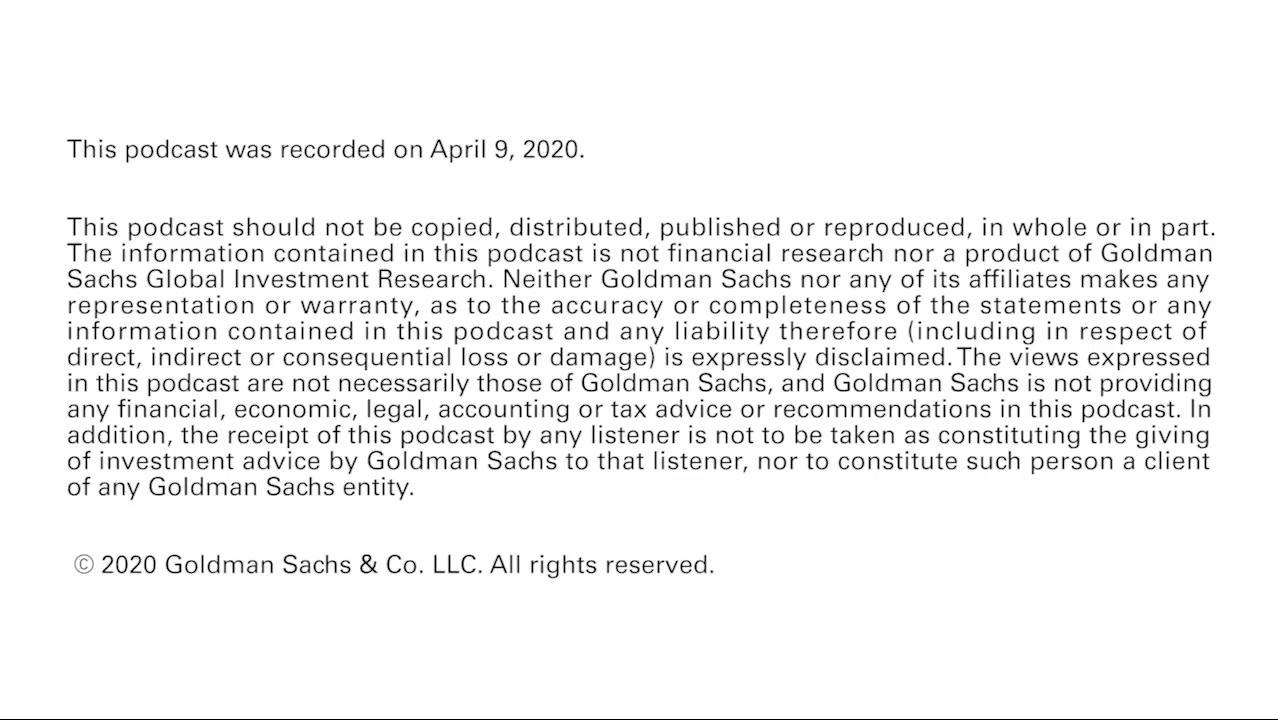 This podcast was recorded on April 9, 2020.
This podcast should not be copied, distributed, published or reproduced, in whole or in part.
The information contained in this podcast is not financial research nor a product of Goldman
Sachs Global Investment Research. Neither Goldman Sachs nor any of its affiliates makes any
representation or warranty, as to the accuracy or completeness of the statements or any
information contained in this podcast and any liability therefore (including in respect of
direct, indirect or consequential loss or damage) is expressly disclaimed. The views expressed
in this podcast are not necessarily those of Goldman Sachs, and Goldman Sachs is not providing
any financial, economic, legal, accounting or tax advice or recommendations in this podcast. In
addition, the receipt of this podcast by any listener is not to be taken as constituting the giving
of investment advice by Goldman Sachs to that listener, nor to constitute such person a client
of any Goldman Sachs entity.
© 2020 Goldman Sachs & Co. LLC. All rights reserved.